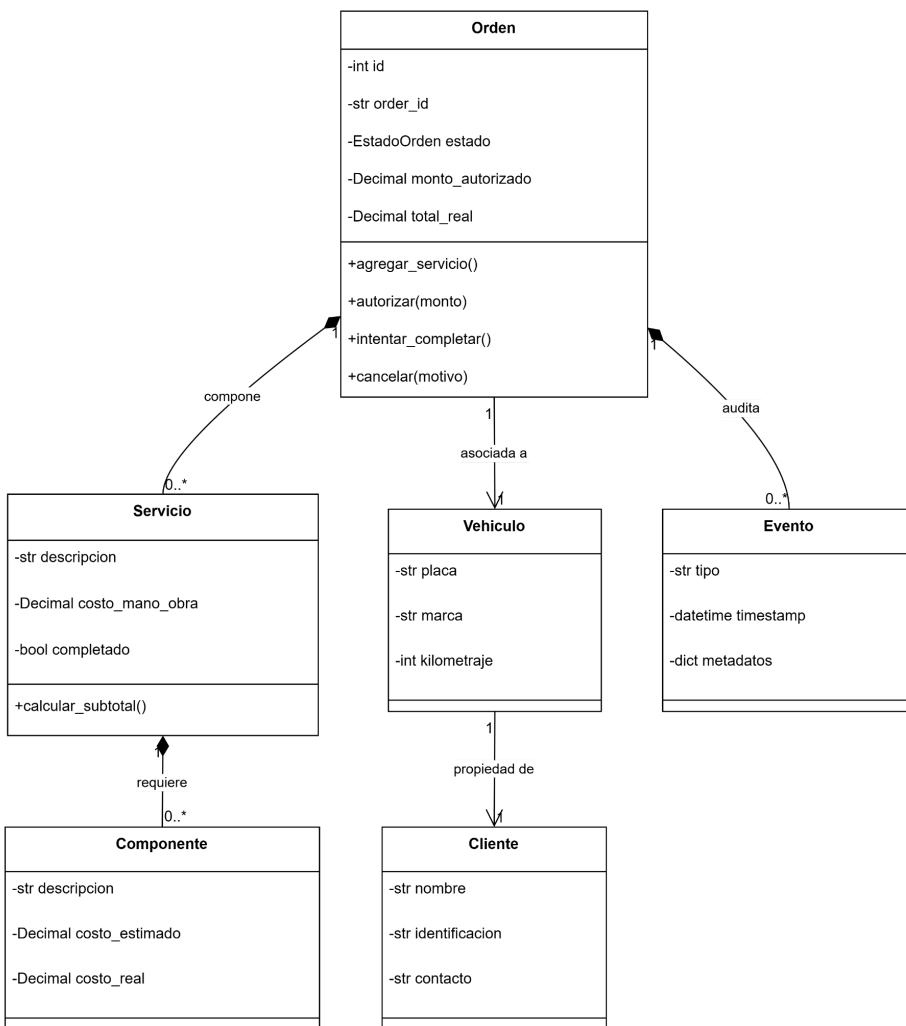 Orden
-int id
-str order_id
-EstadoOrden estado
-Decimal monto_autorizado
-Decimal total_real
+agregar_servicio()
+autorizar(monto)
+intentar_completar()
+cancelar(motivo)
1
1
1
compone
asociada a
audita
0..*
1
0..*
Servicio
-str descripcion
-Decimal costo_mano_obra
-bool completado
+calcular_subtotal()
Vehiculo
-str placa
-str marca
-int kilometraje
Evento
-str tipo
-datetime timestamp
-dict metadatos
1
1
requiere
propiedad de
0..*
1
Componente
-str descripcion
-Decimal costo_estimado
-Decimal costo_real
Cliente
-str nombre
-str identificacion
-str contacto